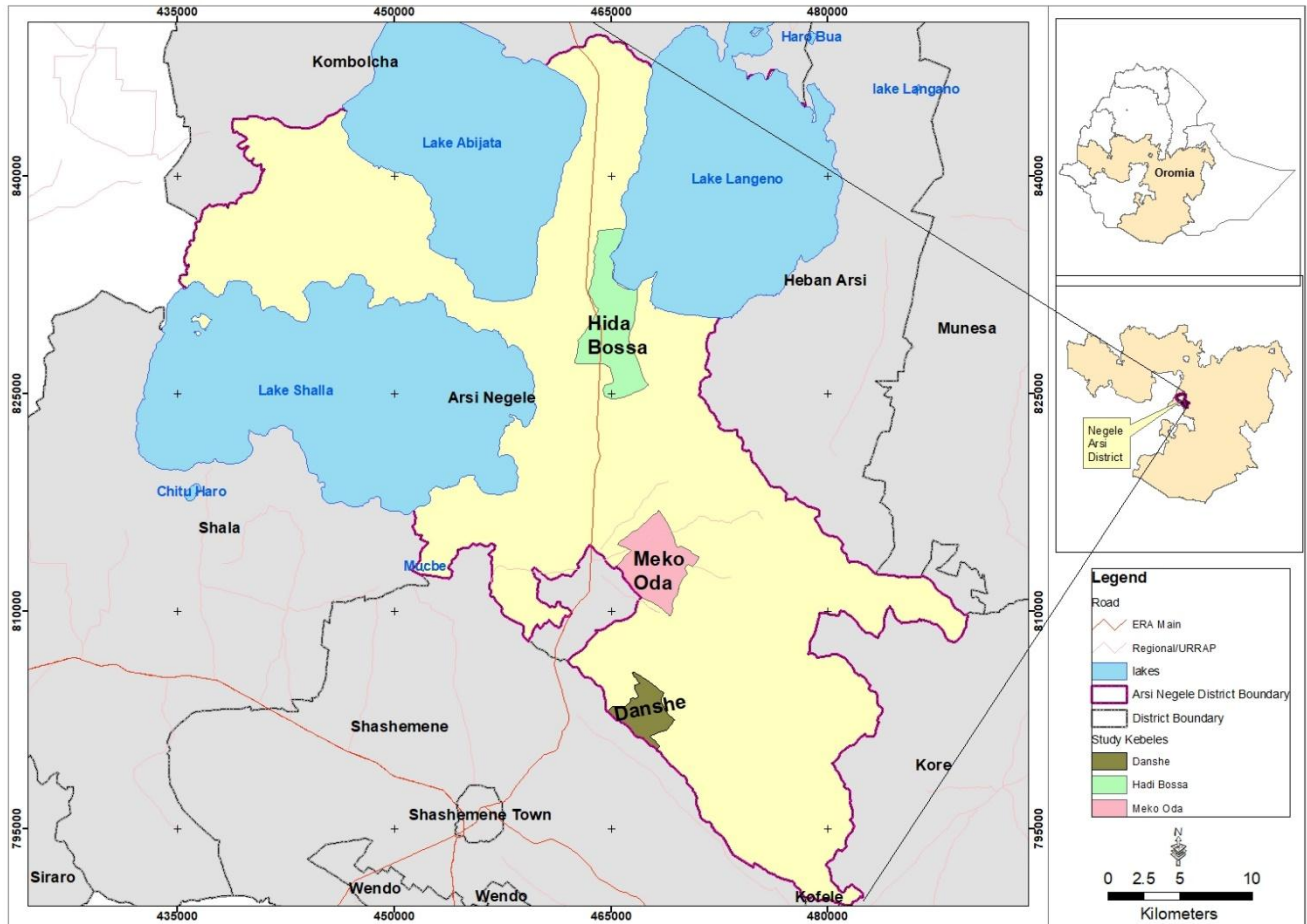 435000
450000
465000
480000
Kombolcha
Haro Bua
lake Langano
Lake Abijata
840000
840000
Lake Langeno
Heban Arsi
Munesa
Hida
Bossa
Lake Shalla
Arsi Negele
825000
825000
Chitu Haro
Shala
Mucbe
Meko
Oda
810000
810000
Danshe
Shashemene
Kore
Shashemene Town
795000
795000
Siraro
Wendo
Wendo
Kofele
435000
450000
465000
480000
Oromia
Negele
Arsi
District
Legend
Road
ERA Main
Regional/URRAP
lakes
Arsi Negele District Boundary
District Boundary
Study Kebeles
Danshe
Hadi Bossa
Meko Oda
N
0 2.5 5 10
Kilometers